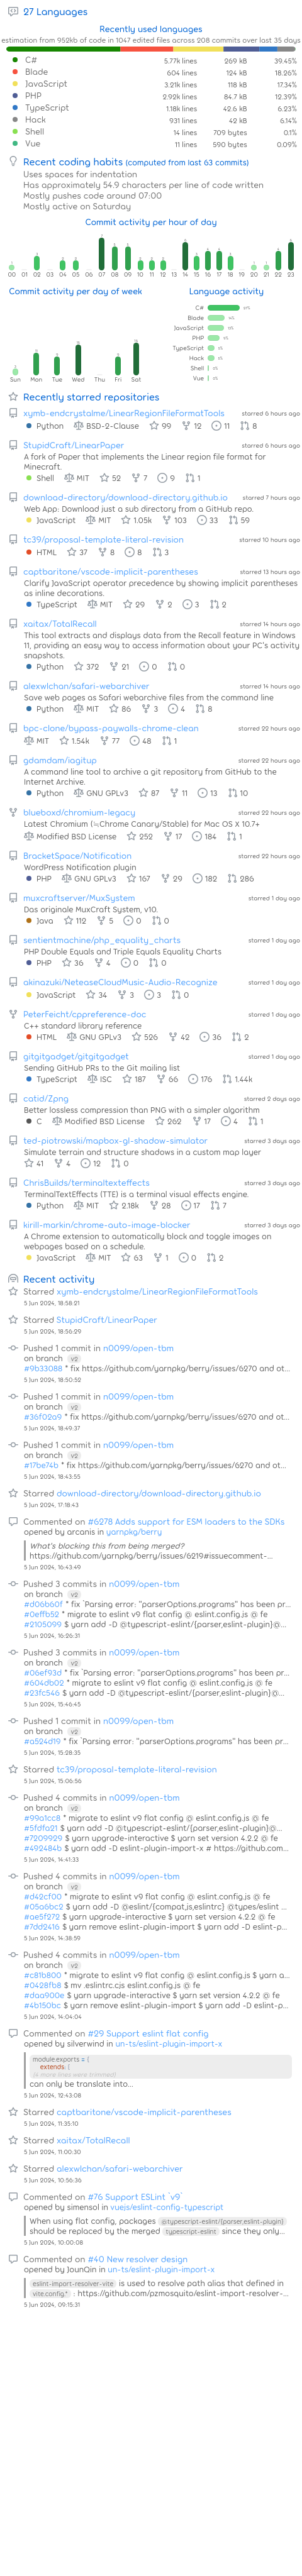 27 Languages
Recently used languages
estimation from 952kb of code in 1047 edited files across 208 commits over last 35 days
C# 5.77k lines 269 kB 39.45%
Blade 604 lines 124 kB 18.26%
JavaScript 3.21k lines 118 kB 17.34%
PHP 2.92k lines 84.7 kB 12.39%
TypeScript 1.18k lines 42.6 kB 6.23%
Hack 931 lines 42 kB 6.14%
Shell 14 lines 709 bytes 0.1%
Vue 11 lines 590 bytes 0.09%
Recent coding habits (computed from last 63 commits)
Uses spaces for indentation
Has approximately 54.9 characters per line of code written
Mostly pushes code around 07:00
Mostly active on Saturday
Commit activity per hour of day
00 01 02 03 04 05 06 07 08 09 10 11 12 13 14 15 16 17 18 19 20 21 22 23
Commit activity per day of week
Sun Mon Tue Wed Thu Fri Sat
Language activity
C#
Blade
JavaScript
PHP
TypeScript
Hack
Shell
Vue
Recently starred repositories
xymb-endcrystalme/LinearRegionFileFormatTools starred 6 hours ago
Python BSD-2-Clause 99 12 11 8
StupidCraft/LinearPaper starred 6 hours ago
A fork of Paper that implements the Linear region file format for
Minecraft.
Shell MIT 52 7 9 1
download-directory/download-directory.github.io starred 7 hours ago
Web App: Download just a sub directory from a GitHub repo.
JavaScript MIT 1.05k 103 33 59
tc39/proposal-template-literal-revision starred 10 hours ago
HTML 37 8 8 3
captbaritone/vscode-implicit-parentheses starred 13 hours ago
Clarify JavaScript operator precedence by showing implicit parentheses
as inline decorations.
TypeScript MIT 29 2 3 2
xaitax/TotalRecall starred 14 hours ago
This tool extracts and displays data from the Recall feature in Windows
11, providing an easy way to access information about your PC's activity
snapshots.
Python 372 21 0 0
alexwlchan/safari-webarchiver starred 14 hours ago
Save web pages as Safari webarchive files from the command line
Python MIT 86 3 4 8
bpc-clone/bypass-paywalls-chrome-clean starred 22 hours ago
MIT 1.54k 77 48 1
gdamdam/iagitup starred 22 hours ago
A command line tool to archive a git repository from GitHub to the
Internet Archive.
Python GNU GPLv3 87 11 13 10
blueboxd/chromium-legacy starred 22 hours ago
Latest Chromium (≒Chrome Canary/Stable) for Mac OS X 10.7+
Modified BSD License 252 17 184 1
BracketSpace/Notification starred 22 hours ago
WordPress Notification plugin
PHP GNU GPLv3 167 29 182 286
muxcraftserver/MuxSystem starred 1 day ago
Das originale MuxCraft System, v10.
Java 112 5 0 0
sentientmachine/php_equality_charts starred 1 day ago
PHP Double Equals and Triple Equals Equality Charts
PHP 36 4 0 0
akinazuki/NeteaseCloudMusic-Audio-Recognize starred 1 day ago
JavaScript 34 3 3 0
PeterFeicht/cppreference-doc starred 1 day ago
C++ standard library reference
HTML GNU GPLv3 526 42 36 2
gitgitgadget/gitgitgadget starred 1 day ago
Sending GitHub PRs to the Git mailing list
TypeScript ISC 187 66 176 1.44k
catid/Zpng starred 2 days ago
Better lossless compression than PNG with a simpler algorithm
C Modified BSD License 262 17 4 1
ted-piotrowski/mapbox-gl-shadow-simulator starred 3 days ago
Simulate terrain and structure shadows in a custom map layer
41 4 12 0
ChrisBuilds/terminaltexteffects starred 3 days ago
TerminalTextEffects (TTE) is a terminal visual effects engine.
Python MIT 2.18k 28 17 7
kirill-markin/chrome-auto-image-blocker starred 3 days ago
A Chrome extension to automatically block and toggle images on
webpages based on a schedule.
JavaScript MIT 63 1 0 2
Recent activity
Starred xymb-endcrystalme/LinearRegionFileFormatTools
5 Jun 2024, 18:58:21
Starred StupidCraft/LinearPaper
5 Jun 2024, 18:56:29
Pushed 1 commit in n0099/open-tbm
on branch v2
#9b33088 * fix https://github.com/yarnpkg/berry/issues/6270 and ot...
5 Jun 2024, 18:50:52
Pushed 1 commit in n0099/open-tbm
on branch v2
#36f02a9 * fix https://github.com/yarnpkg/berry/issues/6270 and ot...
5 Jun 2024, 18:49:37
Pushed 1 commit in n0099/open-tbm
on branch v2
#17be74b * fix https://github.com/yarnpkg/berry/issues/6270 and ot...
5 Jun 2024, 18:43:55
Starred download-directory/download-directory.github.io
5 Jun 2024, 17:18:43
Commented on #6278 Adds support for ESM loaders to the SDKs
opened by arcanis in yarnpkg/berry
What's blocking this from being merged?
https://github.com/yarnpkg/berry/issues/6219#issuecomment-...
5 Jun 2024, 16:43:49
Pushed 3 commits in n0099/open-tbm
on branch v2
#d06b60f * fix `Parsing error: "parserOptions.programs" has been pr...
#0effb52 * migrate to eslint v9 flat config @ eslint.config.js @ fe
#2105099 $ yarn add -D @typescript-eslint/{parser,eslint-plugin}@...
5 Jun 2024, 16:26:31
Pushed 3 commits in n0099/open-tbm
on branch v2
#06ef93d * fix `Parsing error: "parserOptions.programs" has been pr...
#604db02 * migrate to eslint v9 flat config @ eslint.config.js @ fe
#23fc546 $ yarn add -D @typescript-eslint/{parser,eslint-plugin}@...
5 Jun 2024, 15:46:45
Pushed 1 commit in n0099/open-tbm
on branch v2
#a524d19 * fix `Parsing error: "parserOptions.programs" has been pr...
5 Jun 2024, 15:28:35
Starred tc39/proposal-template-literal-revision
5 Jun 2024, 15:06:56
Pushed 4 commits in n0099/open-tbm
on branch v2
#99a1cc8 * migrate to eslint v9 flat config @ eslint.config.js @ fe
#5fdfa21 $ yarn add -D @typescript-eslint/{parser,eslint-plugin}@...
#7209929 $ yarn upgrade-interactive $ yarn set version 4.2.2 @ fe
#492484b $ yarn add -D eslint-plugin-import-x # https://github.com...
5 Jun 2024, 14:41:33
Pushed 4 commits in n0099/open-tbm
on branch v2
#d42cf00 * migrate to eslint v9 flat config @ eslint.config.js @ fe
#05a6bc2 $ yarn add -D @eslint/{compat,js,eslintrc} @types/eslint ...
#ae5f272 $ yarn upgrade-interactive $ yarn set version 4.2.2 @ fe
#7dd2416 $ yarn remove eslint-plugin-import $ yarn add -D eslint-p...
5 Jun 2024, 14:38:59
Pushed 4 commits in n0099/open-tbm
on branch v2
#c81b800 * migrate to eslint v9 flat config @ eslint.config.js $ yarn a...
#0428fb8 $ mv .eslintrc.cjs eslint.config.js @ fe
#daa900e $ yarn upgrade-interactive $ yarn set version 4.2.2 @ fe
#4b150bc $ yarn remove eslint-plugin-import $ yarn add -D eslint-p...
5 Jun 2024, 14:04:04
Commented on #29 Support eslint flat config
opened by silverwind in un-ts/eslint-plugin-import-x
module.exports = {
extends: [
can only be translate into...
5 Jun 2024, 12:43:08
Starred captbaritone/vscode-implicit-parentheses
5 Jun 2024, 11:35:10
Starred xaitax/TotalRecall
5 Jun 2024, 11:00:30
Starred alexwlchan/safari-webarchiver
5 Jun 2024, 10:56:36
Commented on #76 Support ESLint `v9`
opened by simensol in vuejs/eslint-config-typescript
When using flat config, packages @typescript-eslint/{parser,eslint-plugin}
should be replaced by the merged typescript-eslint since they only...
5 Jun 2024, 10:00:08
Commented on #40 New resolver design
opened by JounQin in un-ts/eslint-plugin-import-x
eslint-import-resolver-vite is used to resolve path alias that defined in
vite.config.* : https://github.com/pzmosquito/eslint-import-resolver-...
5 Jun 2024, 09:15:31